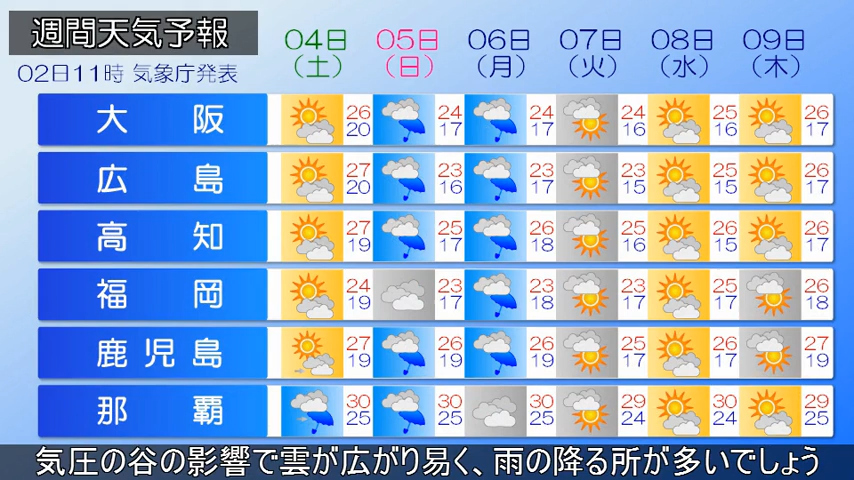 週間天気予報
02日11時 気象庁発表
04日 05日 06日 07日 08日 09日
（土） （日） （月） （火） （水） （木）
大阪 26 20 24 17 24 17 24 16 25 16 26 17
広島 27 20 23 16 23 17 23 15 25 15 26 17
高知 27 19 25 17 26 18 25 16 26 15 26 17
福岡 24 19 23 17 23 18 23 17 25 17 26 18
鹿児島 27 19 26 19 26 19 25 17 26 17 27 19
那覇 30 25 30 25 30 25 29 24 30 24 29 25
気圧の谷の影響で雲が広がり易く、雨の降る所が多いでしょう